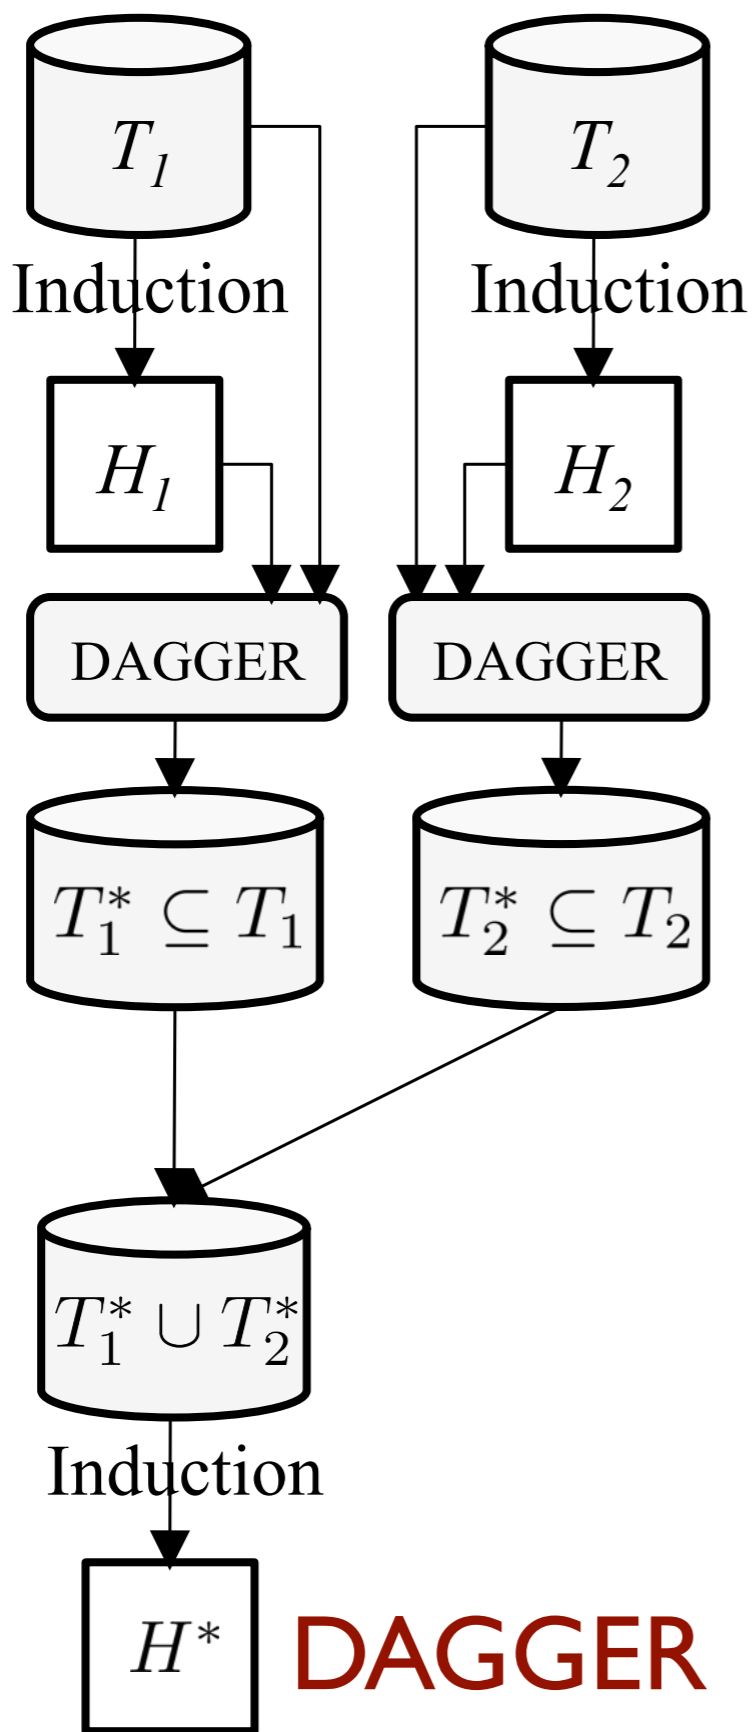 T₁ T₂
Induction Induction
H₁ H₂
DAGGER DAGGER
T₁* ⊆ T₁ T₂* ⊆ T₂
T₁* ∪ T₂*
Induction
H* DAGGER